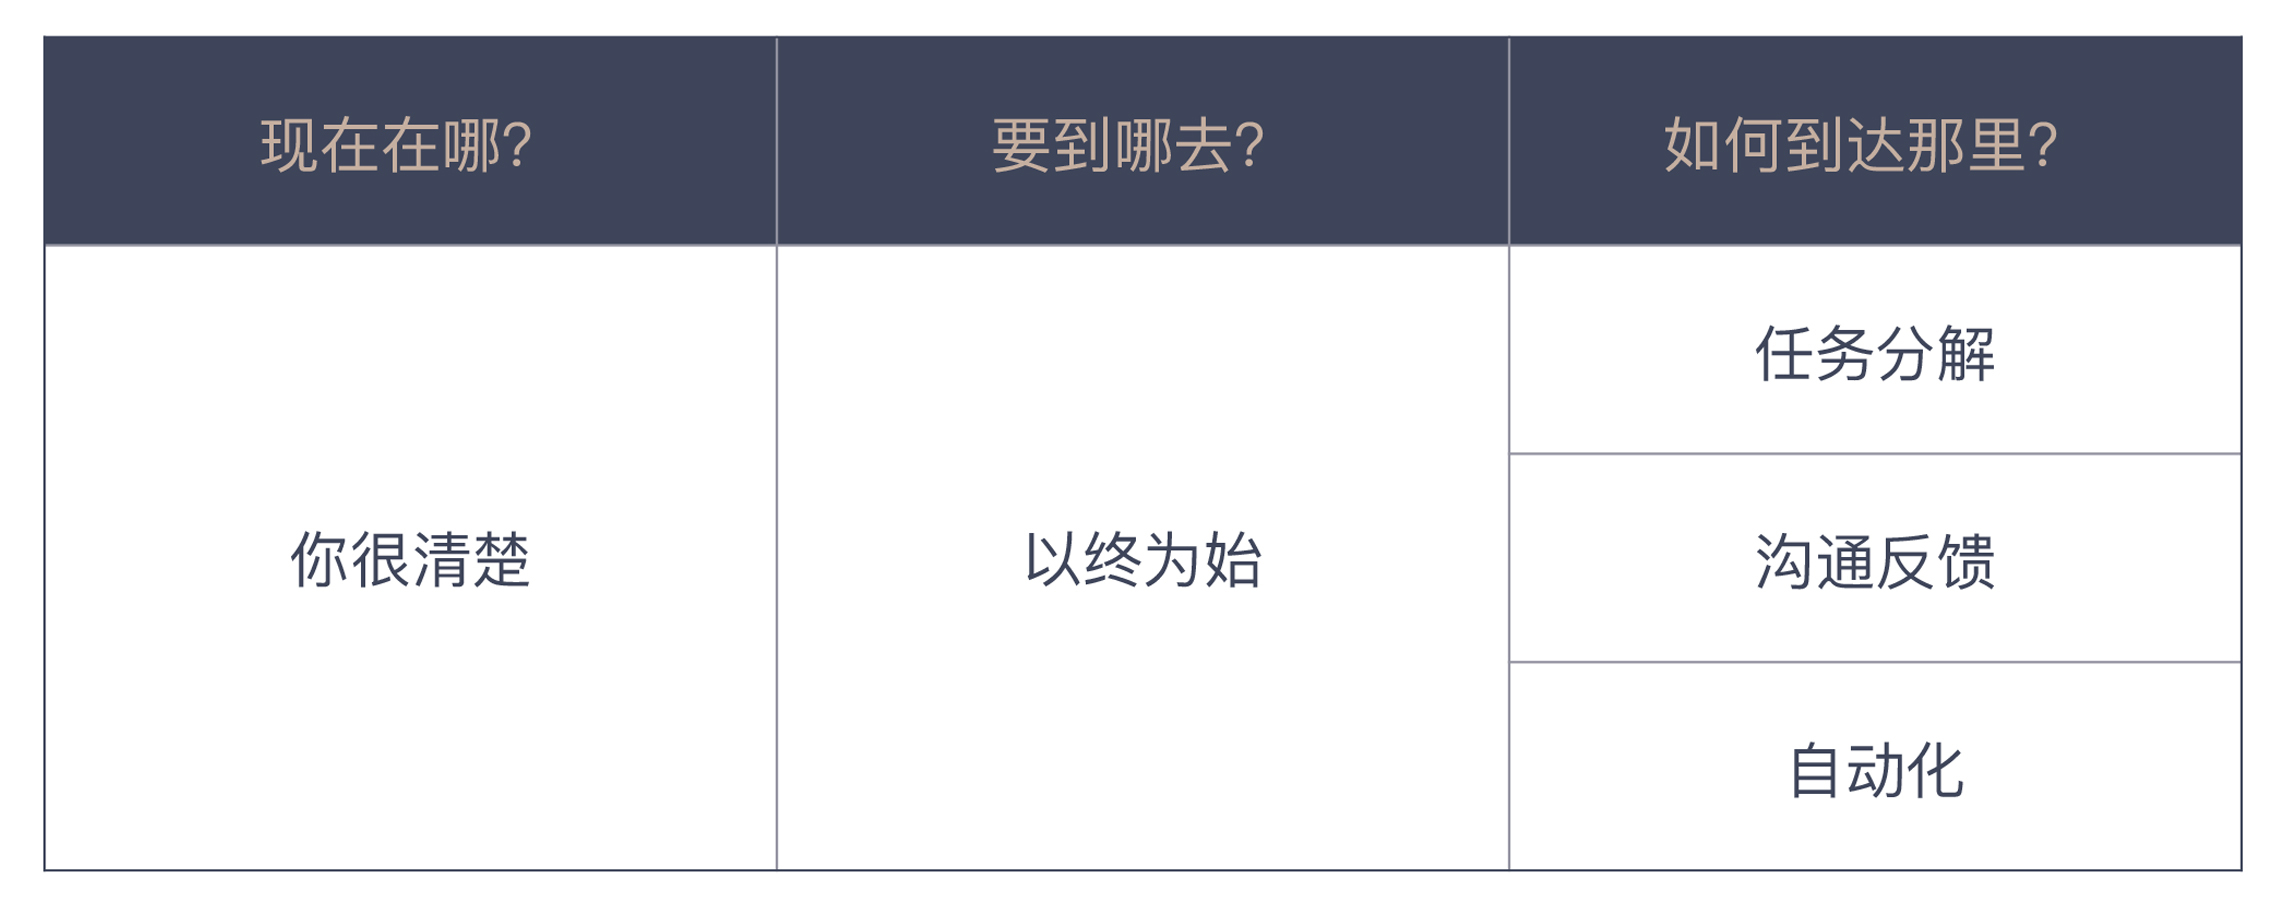 现在在哪?
要到哪去?
如何到达那里?
你很清楚
以终为始
任务分解
沟通反馈
自动化